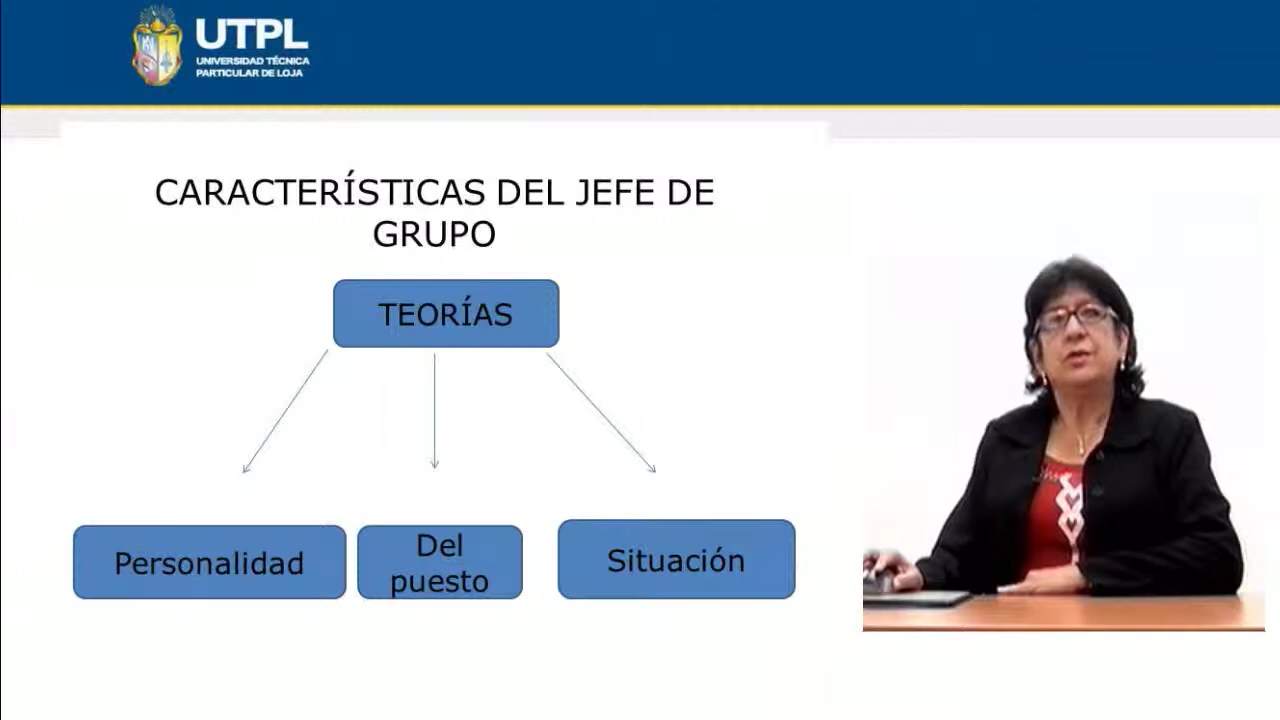 UTPL
UNIVERSIDAD TÉCNICA
PARTICULAR DE LOJA
CARACTERÍSTICAS DEL JEFE DE
GRUPO
TEORÍAS
Personalidad
Del
puesto
Situación